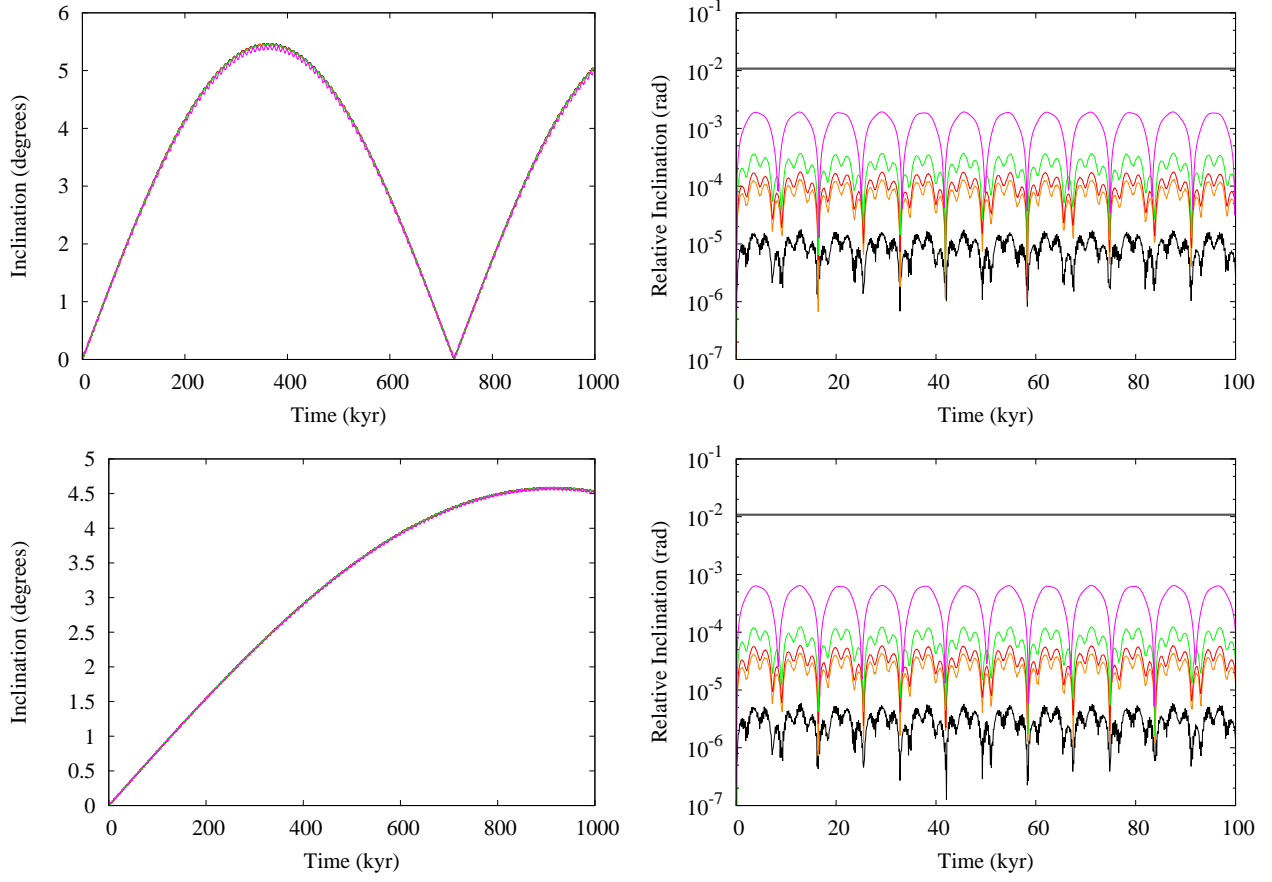 6
5
4
3
2
1
0
Inclination (degrees)
0 200 400 600 800 1000
Time (kyr)
10-1
10-2
10-3
10-4
10-5
10-6
10-7
Relative Inclination (rad)
0 20 40 60 80 100
Time (kyr)
5
4.5
4
3.5
3
2.5
2
1.5
1
0.5
0
Inclination (degrees)
0 200 400 600 800 1000
Time (kyr)
10-1
10-2
10-3
10-4
10-5
10-6
10-7
Relative Inclination (rad)
0 20 40 60 80 100
Time (kyr)